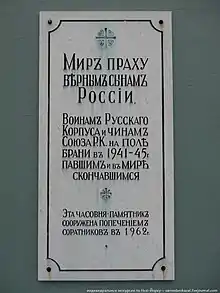 Миръ праху
вѣрнымъ сынамъ
Россіи.
Воинамъ Русскаго
Корпуса и чинамъ
Союза Р.К. на полѣ
брани въ 1941-45г.
павшимъ и въ мирѣ
скончавшимся
Эта часовня-памятникъ
сооружена попеченіемъ
соратниковъ въ 1962г.